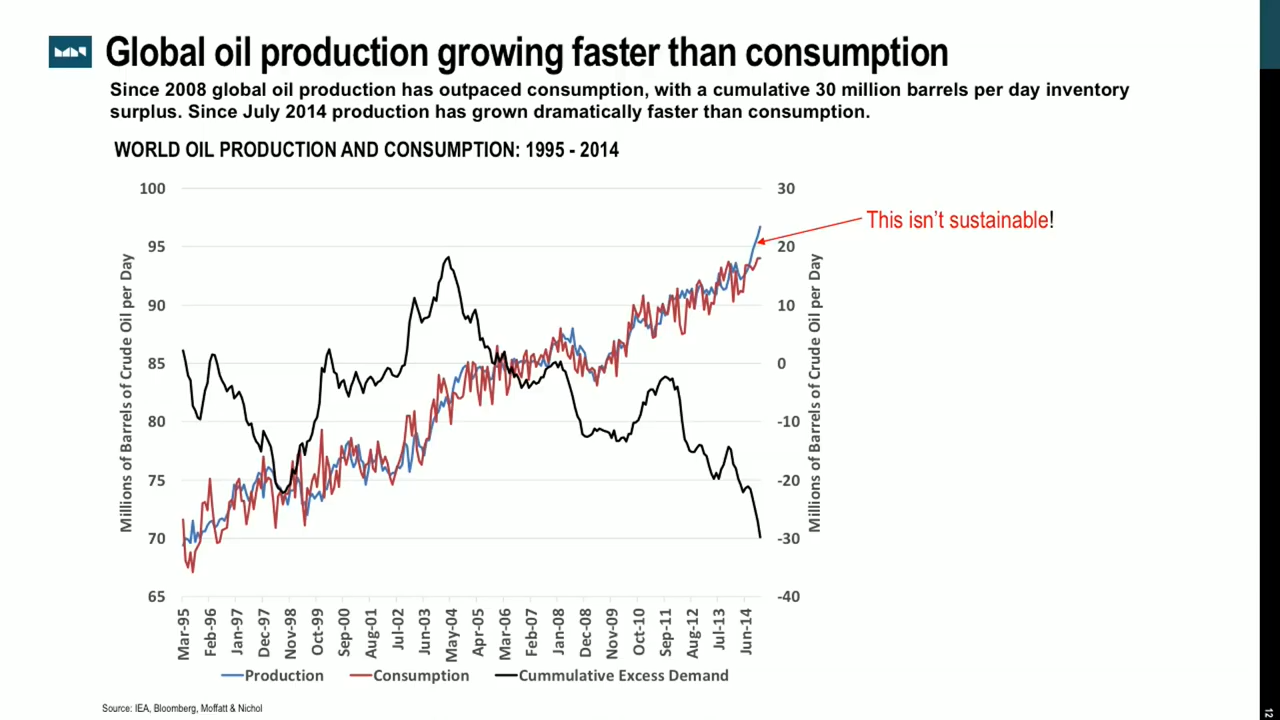 Global oil production growing faster than consumption
Since 2008 global oil production has outpaced consumption, with a cumulative 30 million barrels per day inventory
surplus. Since July 2014 production has grown dramatically faster than consumption.
WORLD OIL PRODUCTION AND CONSUMPTION: 1995 - 2014
This isn't sustainable!
Millions of Barrels of Crude Oil per Day
100
95
90
85
80
75
70
65
30
20
10
0
-10
-20
-30
-40
Millions of Barrels of Crude Oil per Day
Mar-95
Feb-96
Jan-97
Dec-97
Nov-98
Oct-99
Sep-00
Aug-01
Jul-02
Jun-03
May-04
Apr-05
Mar-06
Feb-07
Jan-08
Dec-08
Nov-09
Oct-10
Sep-11
Aug-12
Jul-13
Jun-14
Production
Consumption
Cummulative Excess Demand
Source: IEA, Bloomberg, Moffatt & Nichol
12